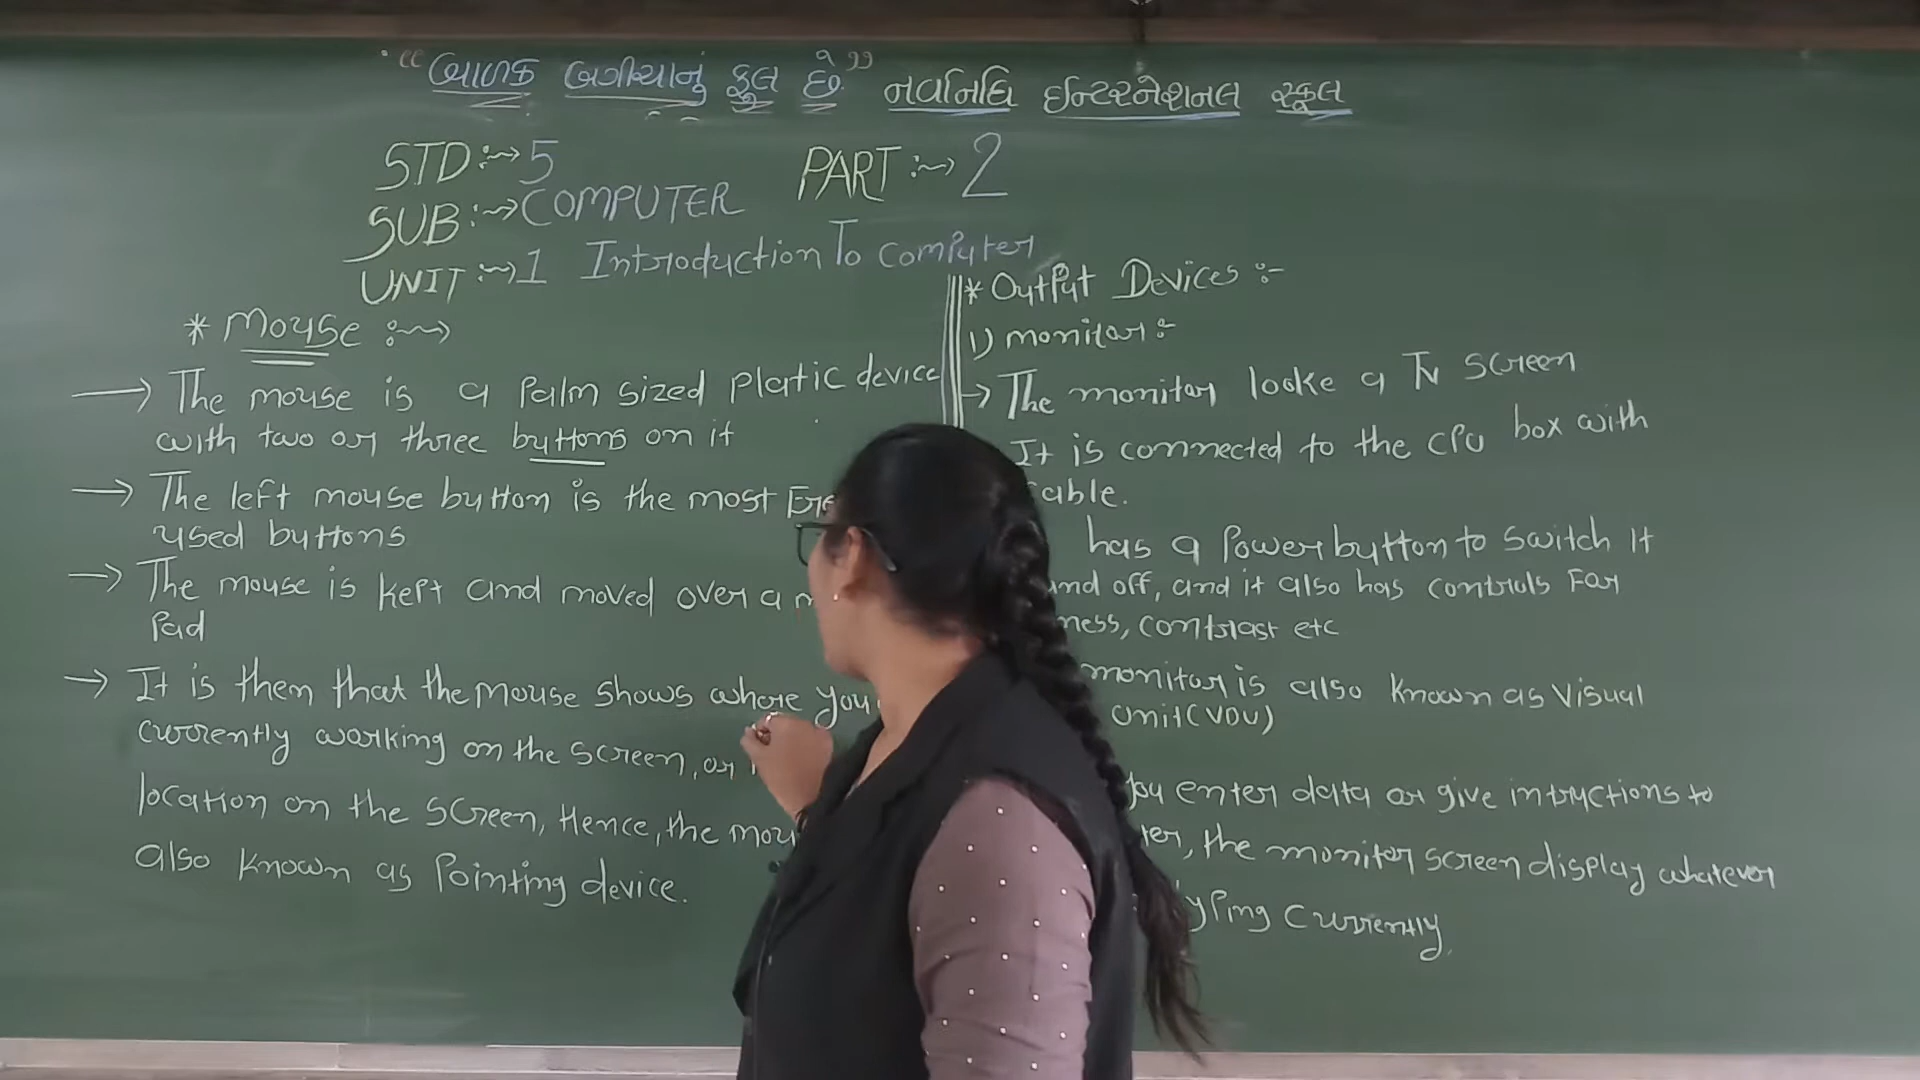 "બાળક બગીચાનું ફૂલ છે" નવનિધિ ઈન્ટરનેશનલ સ્કૂલ
STD :→ 5 PART :→ 2
SUB :→ COMPUTER
UNIT :→ 1 Introduction To computer
* Mouse :→
→ The mouse is a Palm sized Platic device
with two or three buttons on it
→ The left mouse button is the most
used buttons
→ The mouse is kept and moved over a
Pad
→ It is them that the mouse shows where you
currently working on the screen, or
location on the screen, Hence, the
also known as Pointing device.
* Output Devices :-
1) monitor :-
→ The monitor looke a TV screen
It is connected to the CPU box with
able.
has a Power button to switch It
and off, and it also has controls For
ness, contrast etc
monitor is also known as Visual
Unit (VDU)
you enter data or give intructions to
ter, the monitor screen display whatever
yping currently.